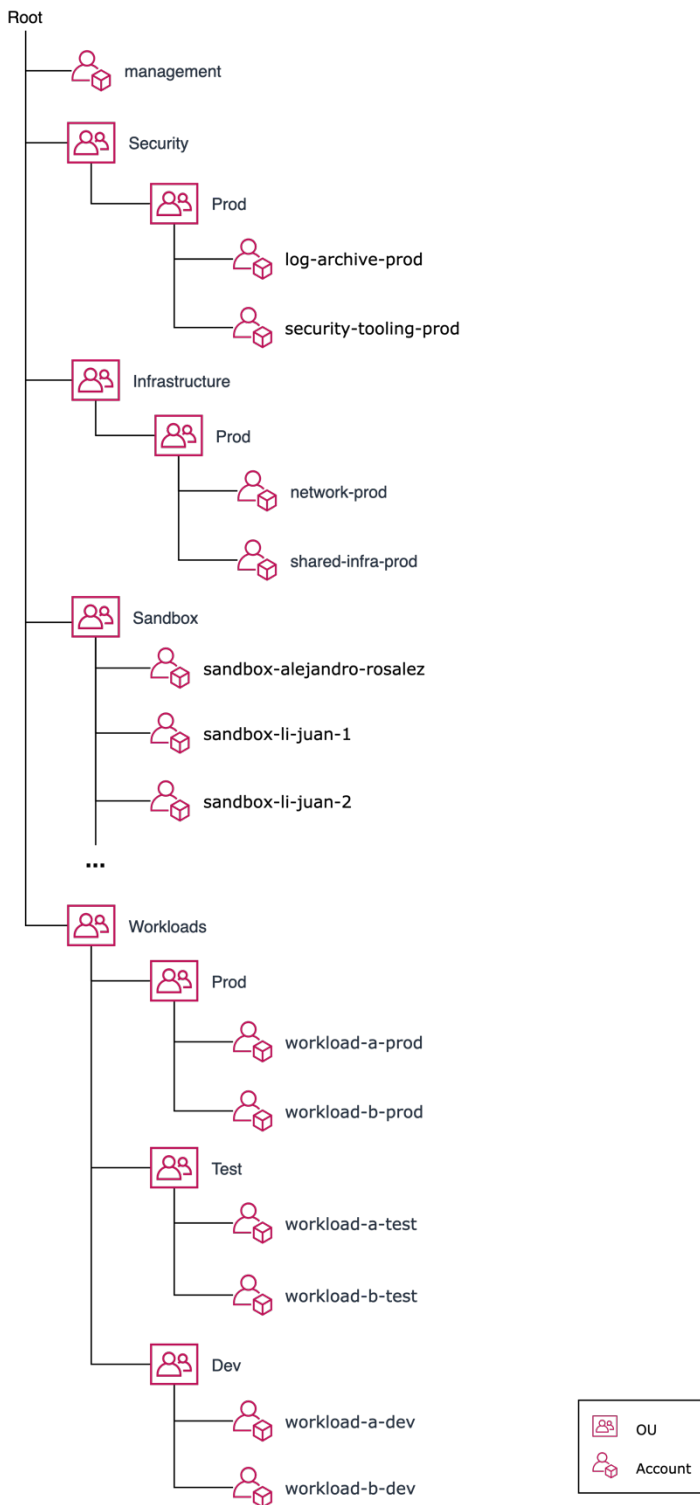 Root
management
Security
Prod
log-archive-prod
security-tooling-prod
Infrastructure
Prod
network-prod
shared-infra-prod
Sandbox
sandbox-alejandro-rosalez
sandbox-li-juan-1
sandbox-li-juan-2
...
Workloads
Prod
workload-a-prod
workload-b-prod
Test
workload-a-test
workload-b-test
Dev
workload-a-dev
workload-b-dev
OU
Account